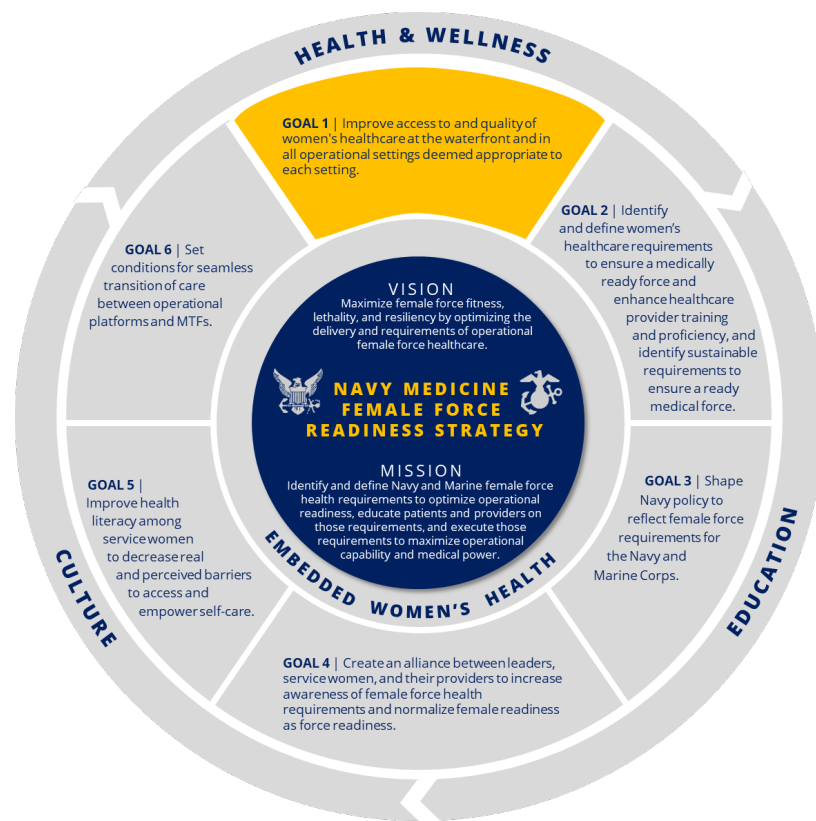 HEALTH & WELLNESS
GOAL 1 | Improve access to and quality of
women's healthcare at the waterfront and in
all operational settings deemed appropriate to
each setting.
GOAL 2 | Identify
and define women’s
healthcare requirements
to ensure a medically
ready force and
enhance healthcare
provider training
and proficiency, and
identify sustainable
requirements to
ensure a ready
medical force.
GOAL 3 | Shape
Navy policy to
reflect female force
requirements for
the Navy and
Marine Corps.
GOAL 4 | Create an alliance between leaders,
service women, and their providers to increase
awareness of female force health
requirements and normalize female readiness
as force readiness.
GOAL 5 |
Improve health
literacy among
service women
to decrease real
and perceived barriers
to access and
empower self-care.
GOAL 6 | Set
conditions for seamless
transition of care
between operational
platforms and MTFs.
VISION
Maximize female force fitness,
lethality, and resiliency by optimizing the
delivery and requirements of operational
female force healthcare.
NAVY MEDICINE
FEMALE FORCE
READINESS STRATEGY
MISSION
Identify and define Navy and Marine female force
health requirements to optimize operational
readiness, educate patients and providers on
those requirements, and execute those
requirements to maximize operational
capability and medical power.
EMBEDDED WOMEN’S HEALTH
EDUCATION
CULTURE